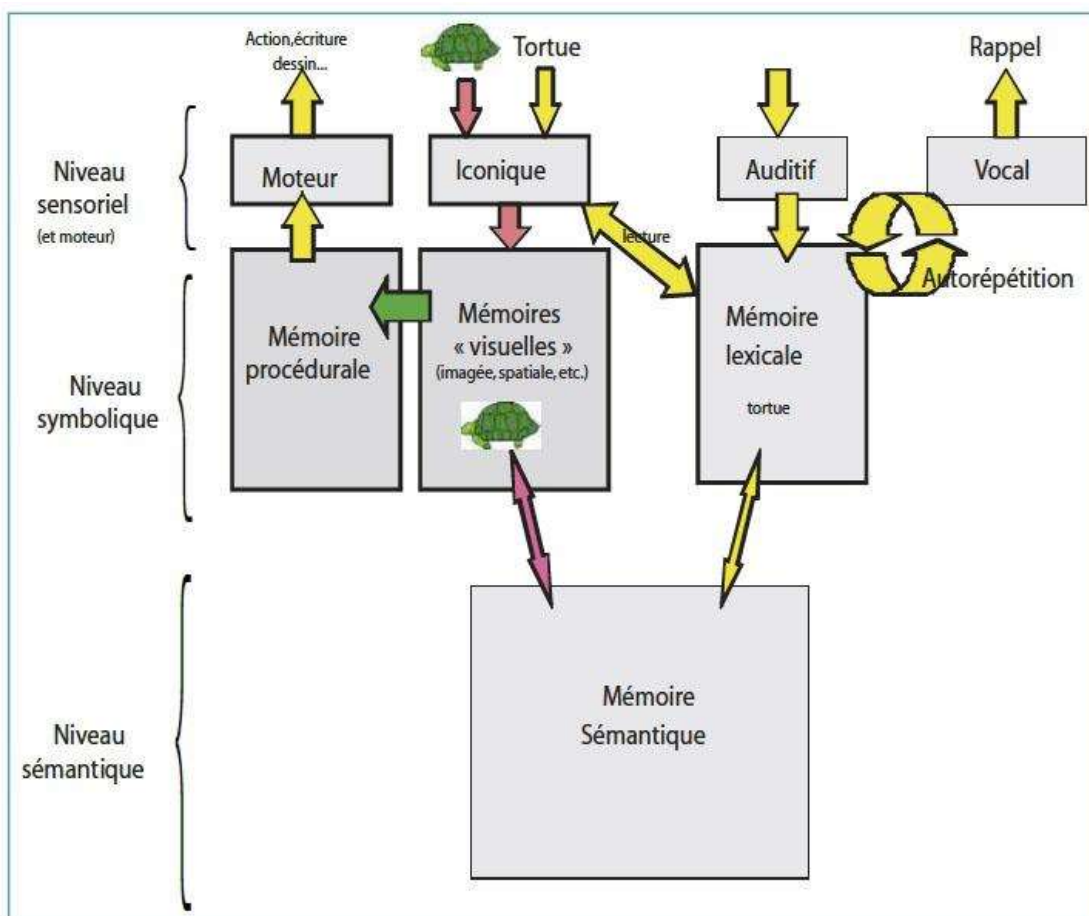 Action,écriture
dessin...
Tortue
Rappel
Niveau
sensoriel
(et moteur)
Moteur
Iconique
Auditif
Vocal
lecture
Autorépétition
Niveau
symbolique
Mémoire
procédurale
Mémoires
« visuelles »
(imagée, spatiale, etc.)
Mémoire
lexicale
tortue
Niveau
sémantique
Mémoire
Sémantique